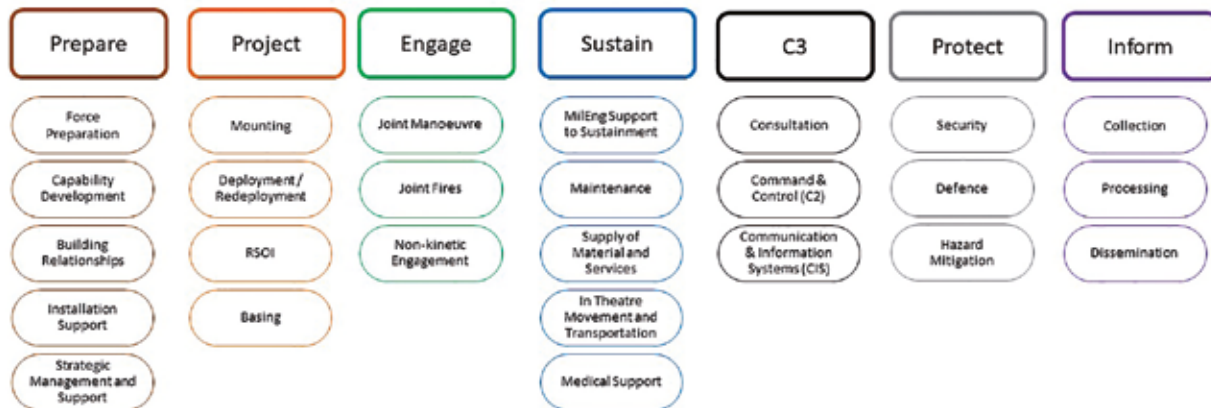 Prepare
Force
Preparation
Capability
Development
Building
Relationships
Installation
Support
Strategic
Management and
Support
Project
Mounting
Deployment /
Redeployment
RSOI
Basing
Engage
Joint Manoeuvre
Joint Fires
Non-kinetic
Engagement
Sustain
MilEng Support
to Sustainment
Maintenance
Supply of
Material and
Services
In Theatre
Movement and
Transportation
Medical Support
C3
Consultation
Command &
Control (C2)
Communication
& Information
Systems (CIS)
Protect
Security
Defence
Hazard
Mitigation
Inform
Collection
Processing
Dissemination